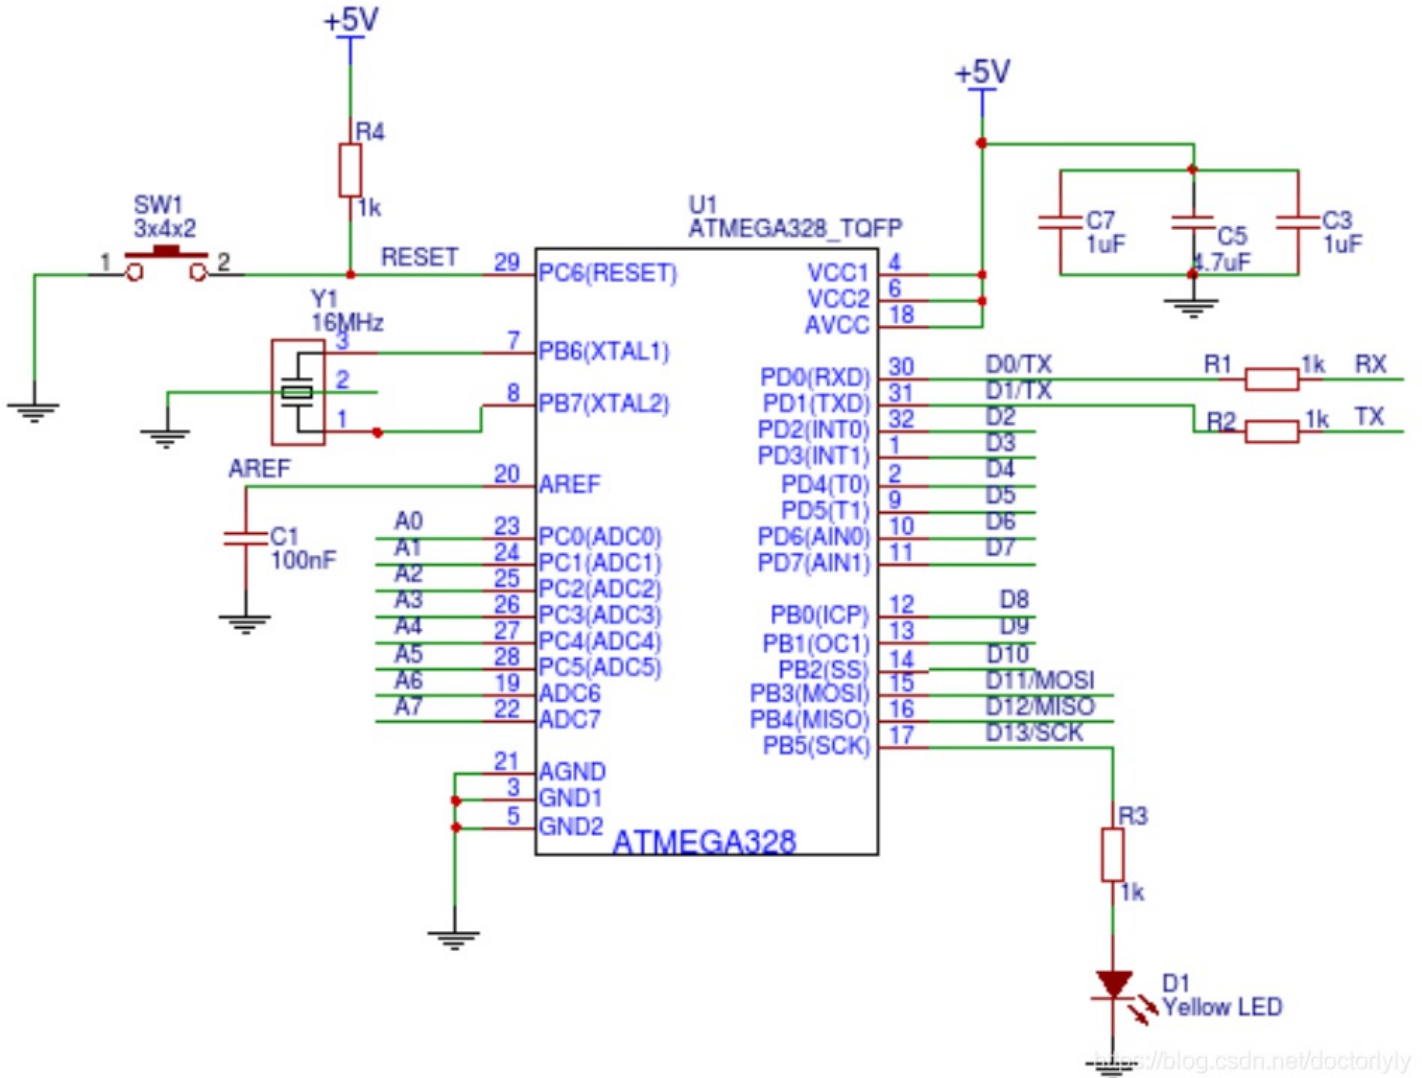 +5V
R4
1k
SW1
3x4x2
1
2
RESET
Y1
16MHz
3
2
1
AREF
C1
100nF
A0
A1
A2
A3
A4
A5
A6
A7
U1
ATMEGA328_TQFP
29 PC6(RESET)
7 PB6(XTAL1)
8 PB7(XTAL2)
20 AREF
23 PC0(ADC0)
24 PC1(ADC1)
25 PC2(ADC2)
26 PC3(ADC3)
27 PC4(ADC4)
28 PC5(ADC5)
19 ADC6
22 ADC7
21 AGND
3 GND1
5 GND2
ATMEGA328
VCC1 4
VCC2 6
AVCC 18
PD0(RXD) 30 D0/TX
PD1(TXD) 31 D1/TX
PD2(INT0) 32 D2
PD3(INT1) 1 D3
PD4(T0) 2 D4
PD5(T1) 9 D5
PD6(AIN0) 10 D6
PD7(AIN1) 11 D7
PB0(ICP) 12 D8
PB1(OC1) 13 D9
PB2(SS) 14 D10
PB3(MOSI) 15 D11/MOSI
PB4(MISO) 16 D12/MISO
PB5(SCK) 17 D13/SCK
+5V
C7
1uF
C5
4.7uF
C3
1uF
R1 1k RX
R2 1k TX
R3
1k
D1
Yellow LED
https://blog.csdn.net/doctorlyly